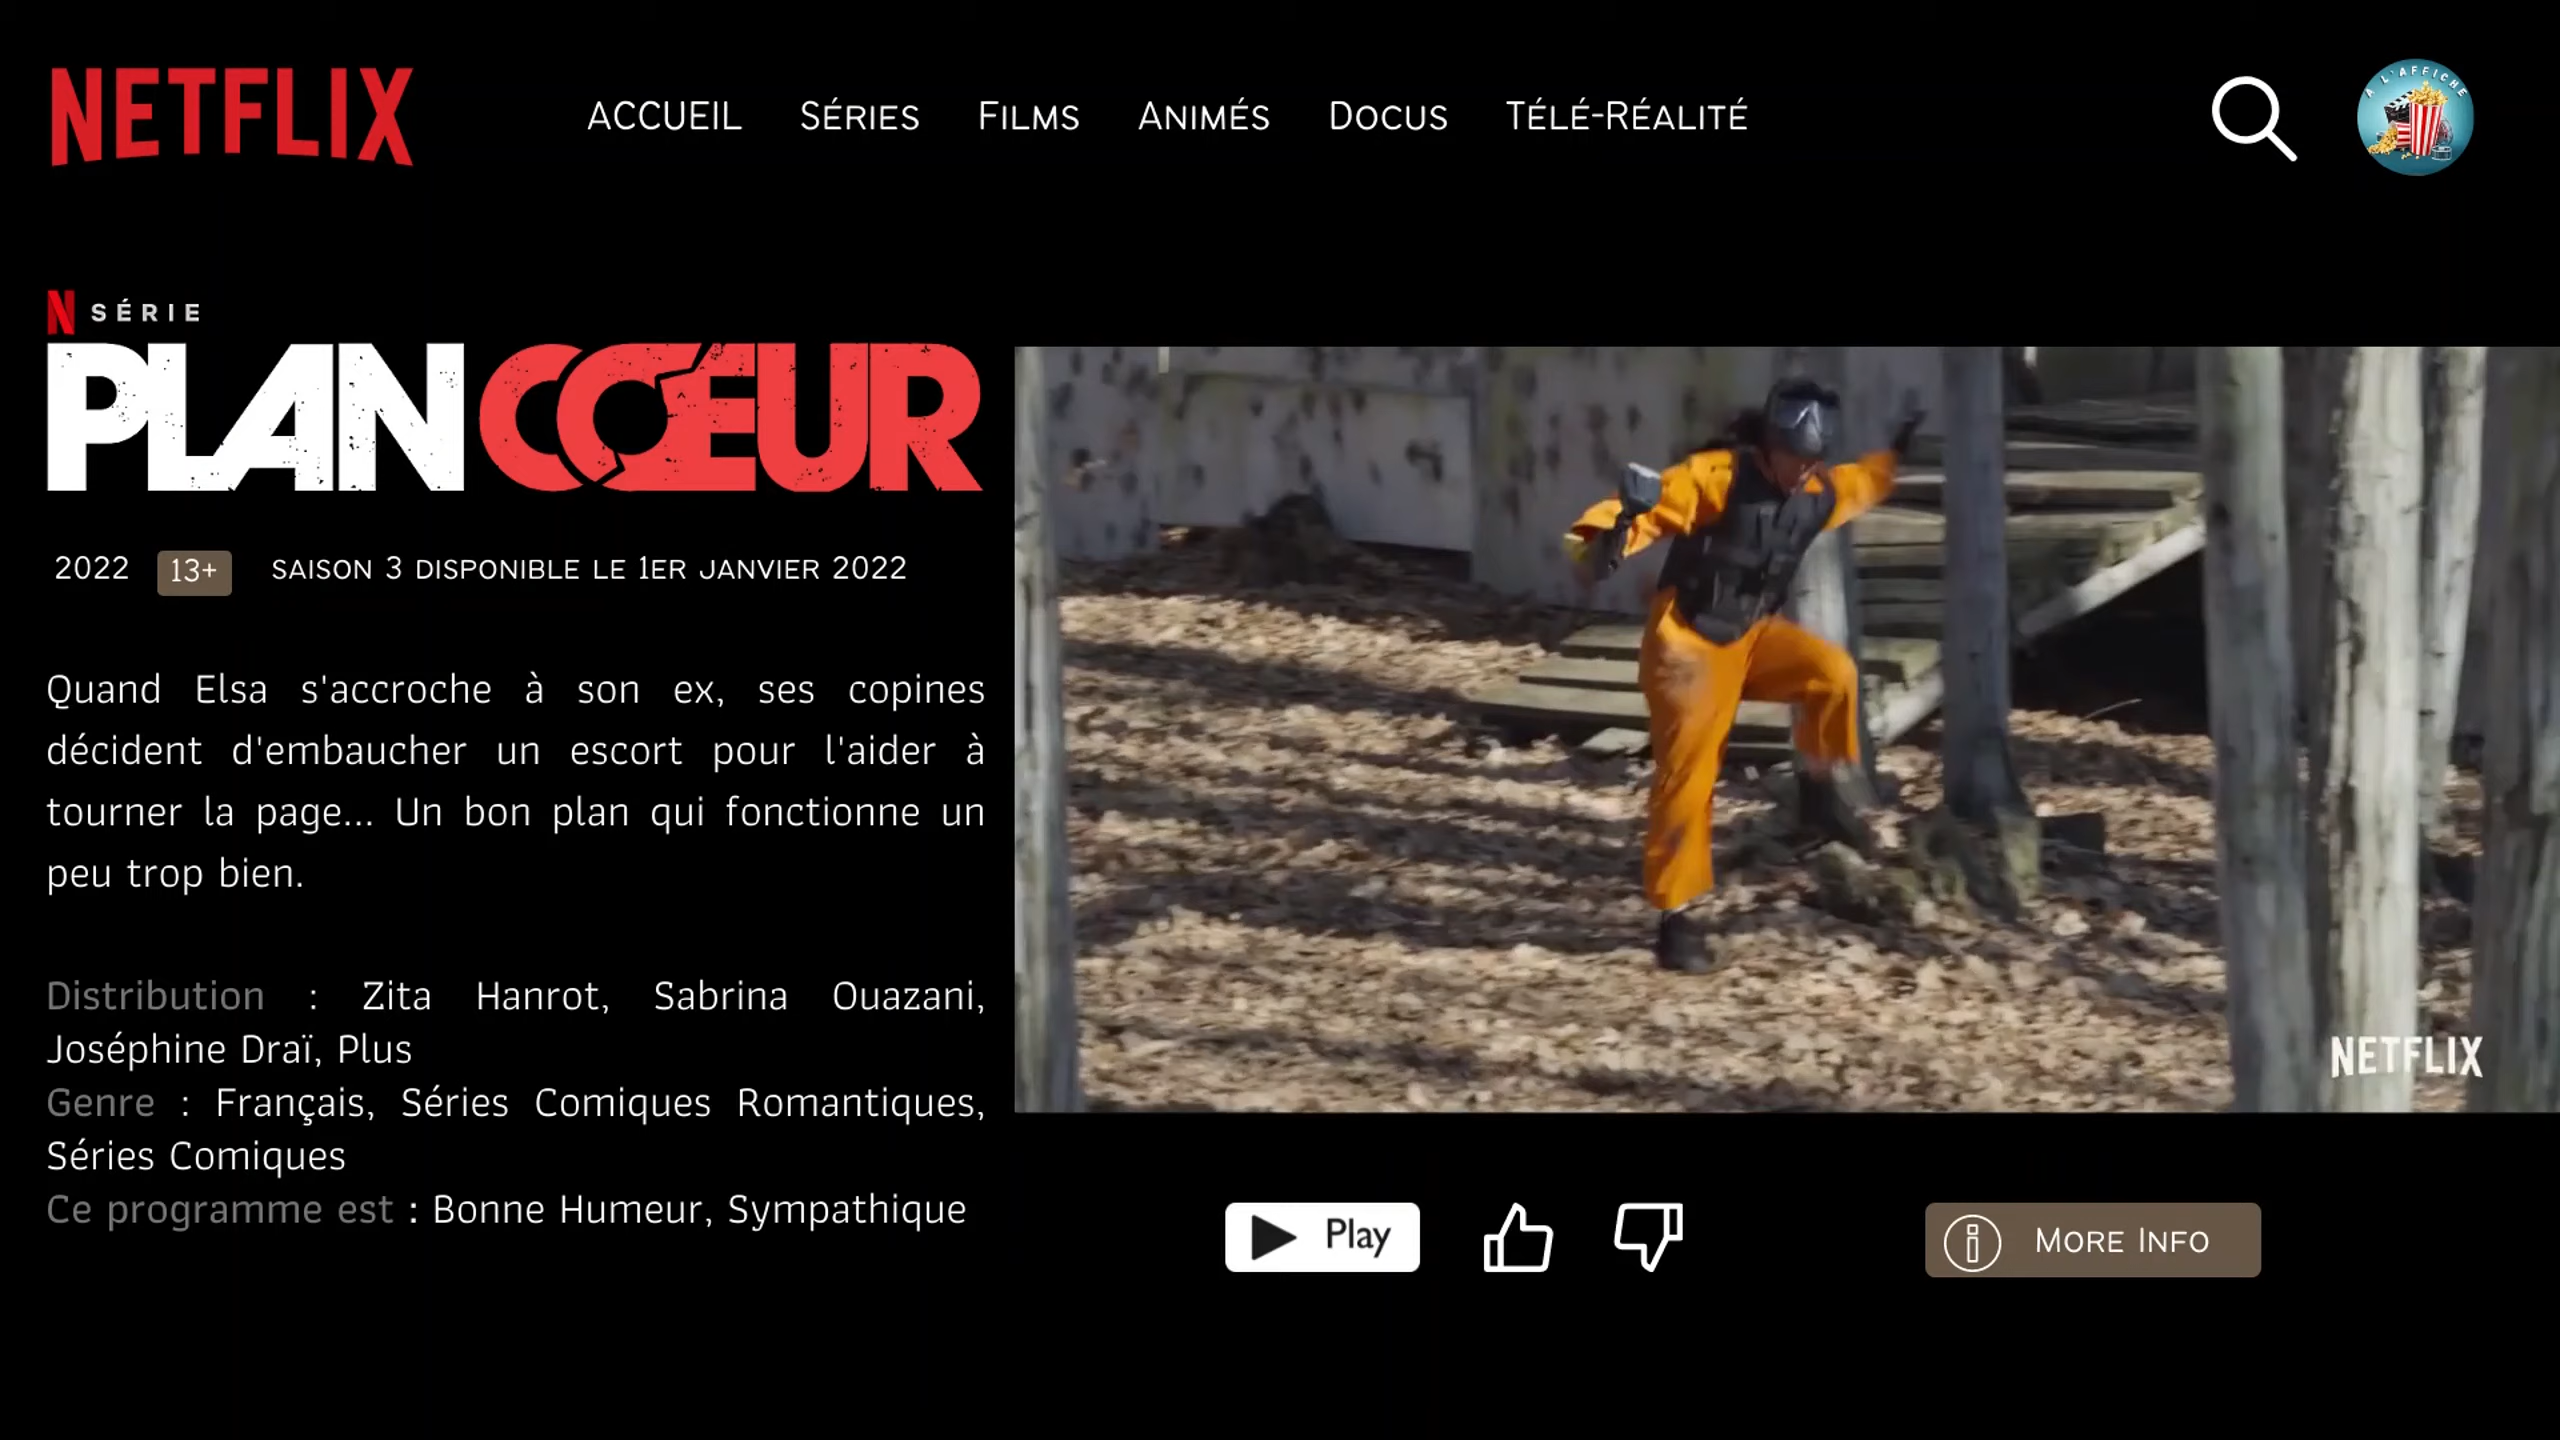 NETFLIX
ACCUEIL SÉRIES FILMS ANIMÉS DOCUS TÉLÉ-RÉALITÉ
A L'AFFICHE
N SÉRIE
PLAN CŒUR
2022 13+ SAISON 3 DISPONIBLE LE 1ER JANVIER 2022
Quand Elsa s'accroche à son ex, ses copines
décident d'embaucher un escort pour l'aider à
tourner la page... Un bon plan qui fonctionne un
peu trop bien.
Distribution : Zita Hanrot, Sabrina Ouazani,
Joséphine Draï, Plus
Genre : Français, Séries Comiques Romantiques,
Séries Comiques
Ce programme est : Bonne Humeur, Sympathique
NETFLIX
Play
MORE INFO